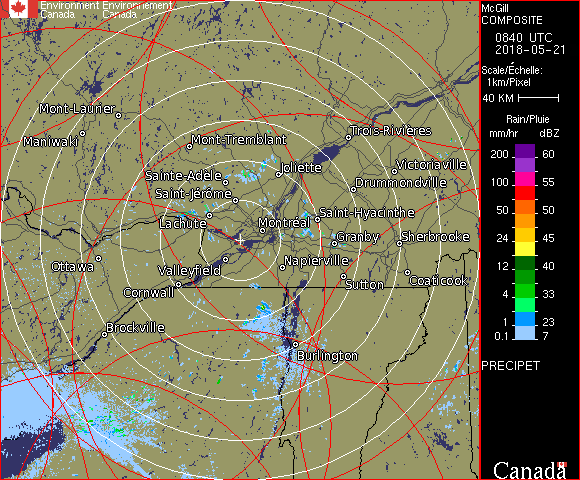 Environment Environnement
Canada Canada
McGill
COMPOSITE
0840 UTC
2018-05-21
Scale/Échelle:
1km/Pixel
40 KM
Rain/Pluie
mm/hr dBZ
200 60
100 55
50 50
24 45
12 40
4 33
1 23
0.1 7
PRECIPET
Canada
Mont-Laurier
Maniwaki
Mont-Tremblant
Trois-Rivières
Sainte-Adèle
Joliette
Victoriaville
Saint-Jérôme
Drummondville
Lachute
Montréal
Saint-Hyacinthe
Granby
Sherbrooke
Ottawa
Valleyfield
Napierville
Cornwall
Sutton
Coaticook
Brockville
Burlington